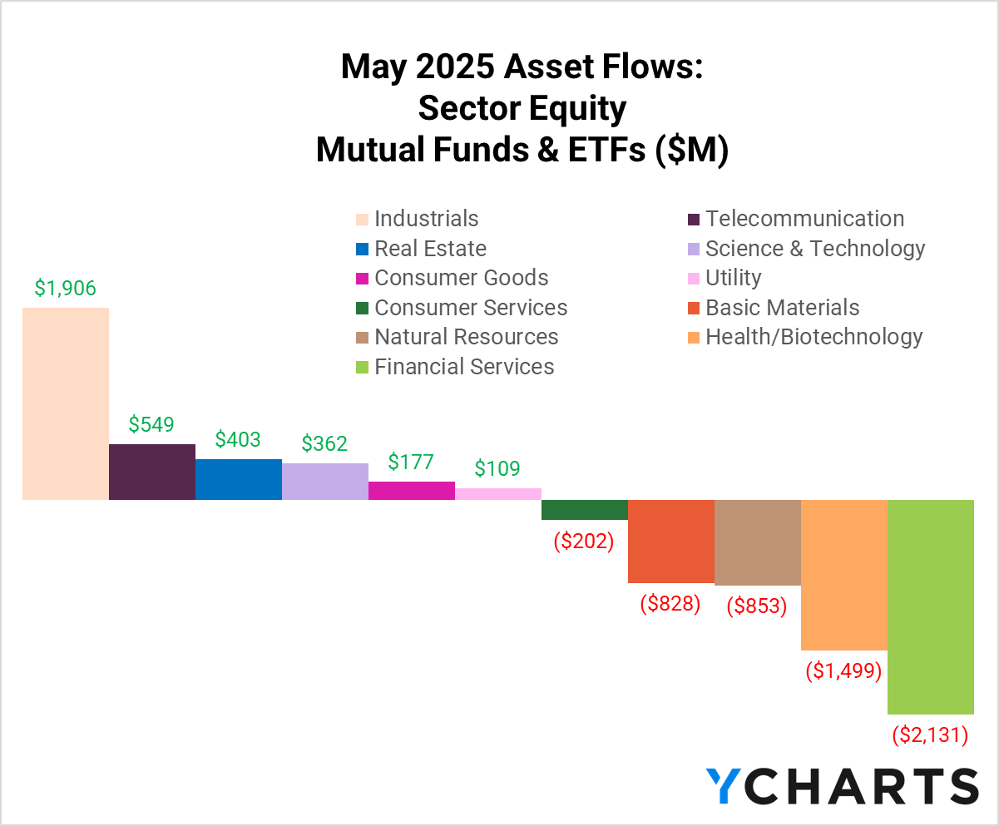 May 2025 Asset Flows:
Sector Equity
Mutual Funds & ETFs ($M)
Industrials
Telecommunication
Real Estate
Science & Technology
Consumer Goods
Utility
Consumer Services
Basic Materials
Natural Resources
Health/Biotechnology
Financial Services
$1,906
$549
$403
$362
$177
$109
($202)
($828)
($853)
($1,499)
($2,131)
YCHARTS